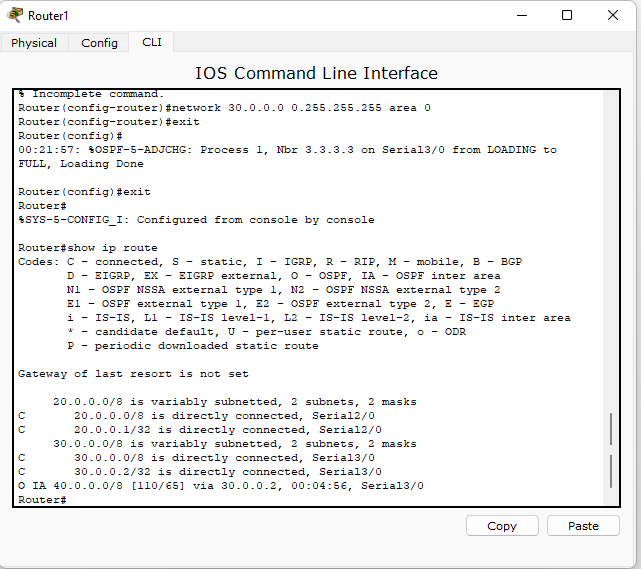 Router1
Physical Config CLI
IOS Command Line Interface
% Incomplete command.
Router(config-router)#network 30.0.0.0 0.255.255.255 area 0
Router(config-router)#exit
Router(config)#
00:21:57: %OSPF-5-ADJCHG: Process 1, Nbr 3.3.3.3 on Serial3/0 from LOADING to
FULL, Loading Done
Router(config)#exit
Router#
%SYS-5-CONFIG_I: Configured from console by console
Router#show ip route
Codes: C - connected, S - static, I - IGRP, R - RIP, M - mobile, B - BGP
D - EIGRP, EX - EIGRP external, O - OSPF, IA - OSPF inter area
N1 - OSPF NSSA external type 1, N2 - OSPF NSSA external type 2
E1 - OSPF external type 1, E2 - OSPF external type 2, E - EGP
i - IS-IS, L1 - IS-IS level-1, L2 - IS-IS level-2, ia - IS-IS inter area
* - candidate default, U - per-user static route, o - ODR
P - periodic downloaded static route
Gateway of last resort is not set
20.0.0.0/8 is variably subnetted, 2 subnets, 2 masks
C 20.0.0.0/8 is directly connected, Serial2/0
C 20.0.0.1/32 is directly connected, Serial2/0
30.0.0.0/8 is variably subnetted, 2 subnets, 2 masks
C 30.0.0.0/8 is directly connected, Serial3/0
C 30.0.0.2/32 is directly connected, Serial3/0
O IA 40.0.0.0/8 [110/65] via 30.0.0.2, 00:04:56, Serial3/0
Router#
Copy Paste